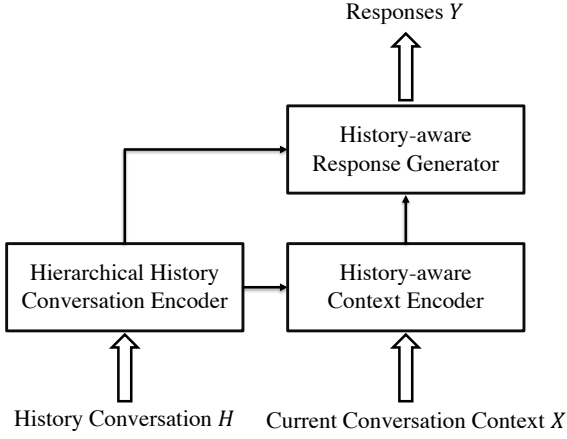 Responses Y
History-aware
Response Generator
Hierarchical History
Conversation Encoder
History-aware
Context Encoder
History Conversation H
Current Conversation Context X